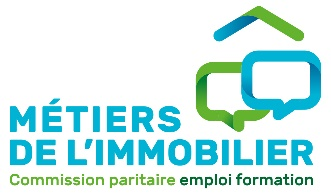 MÉTIERS
DE L'IMMOBILIER
Commission paritaire emploi formation